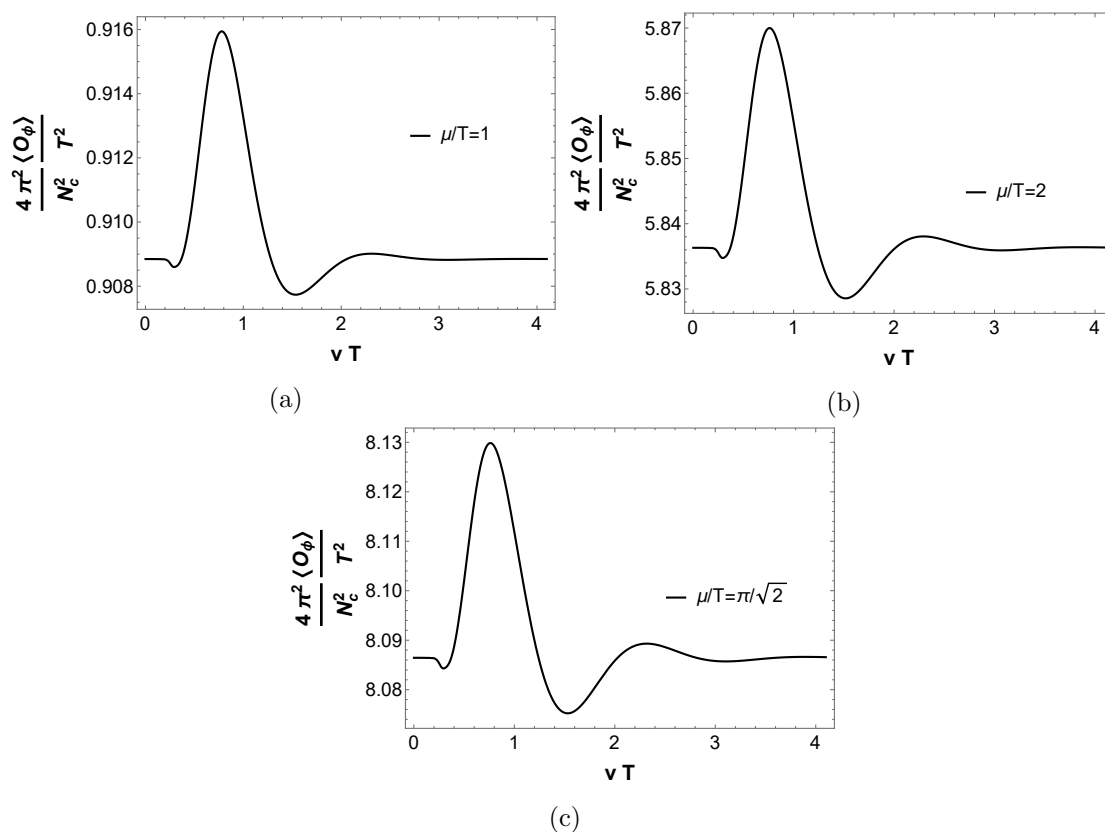 0.916
0.914
0.912
0.910
0.908
4 π² ⟨O_ϕ⟩
N_c² T²
μ/T=1
0 1 2 3 4
v T
(a)
5.87
5.86
5.85
5.84
5.83
4 π² ⟨O_ϕ⟩
N_c² T²
μ/T=2
0 1 2 3 4
v T
(b)
8.13
8.12
8.11
8.10
8.09
8.08
4 π² ⟨O_ϕ⟩
N_c² T²
μ/T=π/√2
0 1 2 3 4
v T
(c)